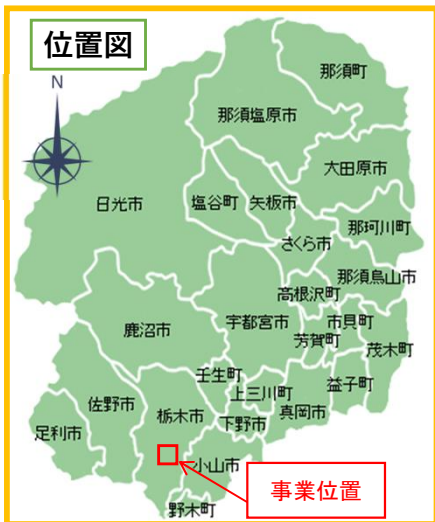 位置図
N
那須町
那須塩原市
大田原市
日光市
塩谷町
矢板市
那珂川町
さくら市
那須烏山市
高根沢町
鹿沼市
宇都宮市
市貝町
芳賀町
茂木町
壬生町
上三川町
益子町
佐野市
栃木市
下野市
真岡市
足利市
小山市
事業位置
野木町